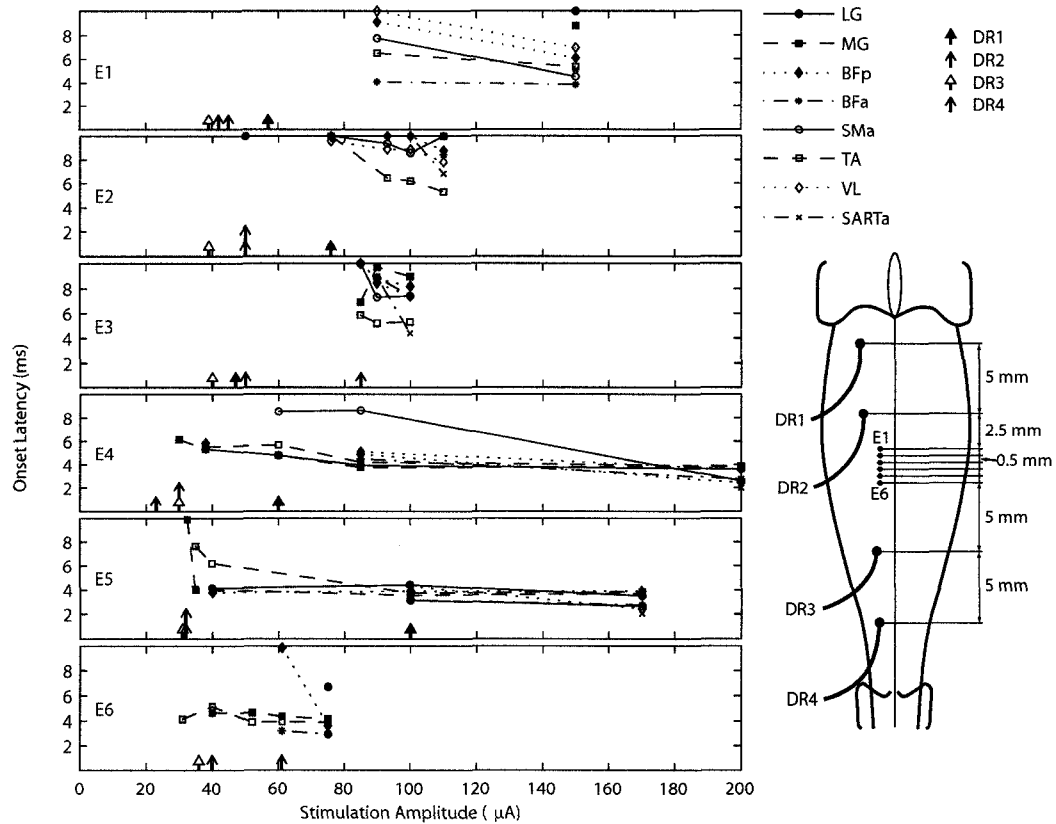 E1
8
6
4
2
E2
8
6
4
2
E3
8
6
4
2
E4
8
6
4
2
E5
8
6
4
2
E6
8
6
4
2
0 20 40 60 80 100 120 140 160 180 200
Stimulation Amplitude ( μA)
Onset Latency (ms)
LG
MG
BFp
BFa
SMa
TA
VL
SARTa
DR1
DR2
DR3
DR4
DR1
DR2
E1
E6
DR3
DR4
5 mm
2.5 mm
0.5 mm
5 mm
5 mm